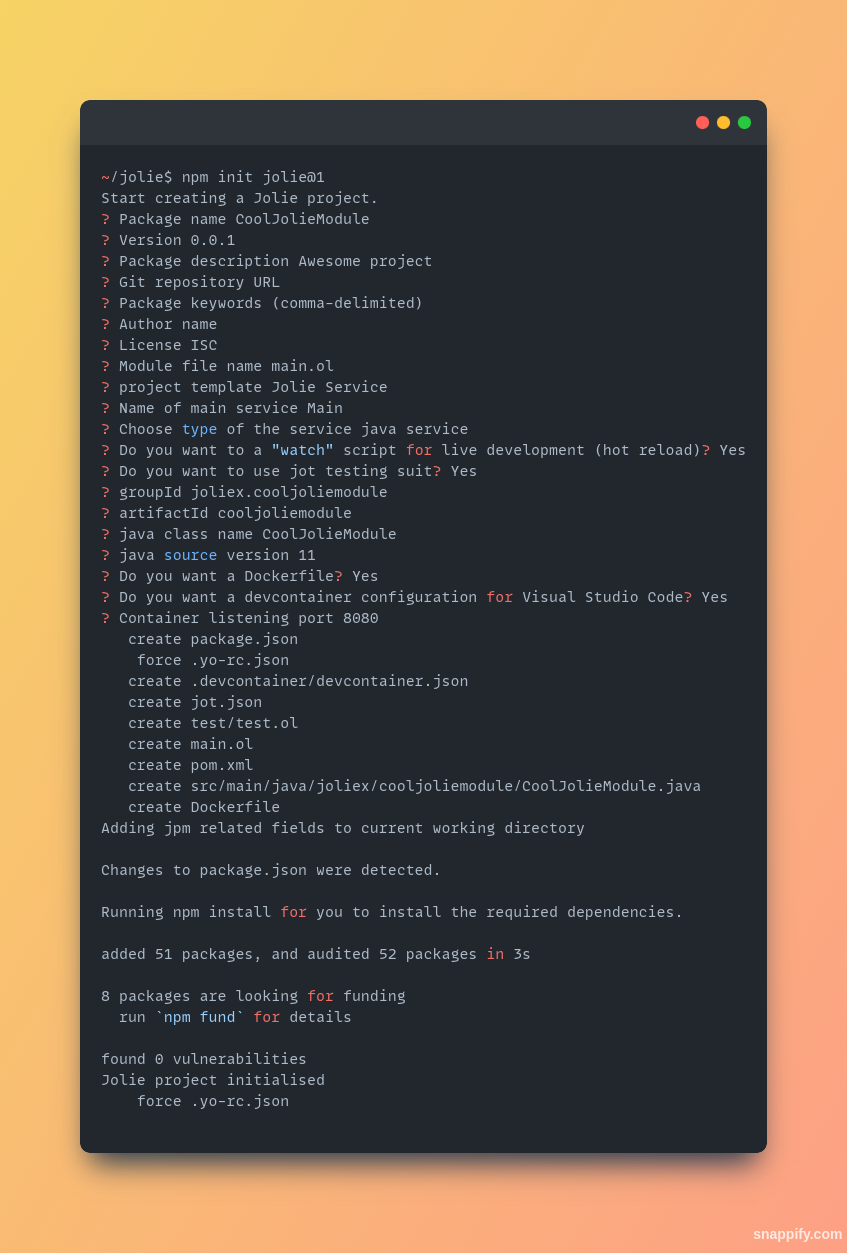 ~/jolie$ npm init jolie@1
Start creating a Jolie project.
? Package name CoolJolieModule
? Version 0.0.1
? Package description Awesome project
? Git repository URL
? Package keywords (comma-delimited)
? Author name
? License ISC
? Module file name main.ol
? project template Jolie Service
? Name of main service Main
? Choose type of the service java service
? Do you want to a "watch" script for live development (hot reload)? Yes
? Do you want to use jot testing suit? Yes
? groupId joliex.cooljoliemodule
? artifactId cooljoliemodule
? java class name CoolJolieModule
? java source version 11
? Do you want a Dockerfile? Yes
? Do you want a devcontainer configuration for Visual Studio Code? Yes
? Container listening port 8080
   create package.json
    force .yo-rc.json
   create .devcontainer/devcontainer.json
   create jot.json
   create test/test.ol
   create main.ol
   create pom.xml
   create src/main/java/joliex/cooljoliemodule/CoolJolieModule.java
   create Dockerfile
Adding jpm related fields to current working directory
Changes to package.json were detected.
Running npm install for you to install the required dependencies.
added 51 packages, and audited 52 packages in 3s
8 packages are looking for funding
  run `npm fund` for details
found 0 vulnerabilities
Jolie project initialised
    force .yo-rc.json
snappify.com